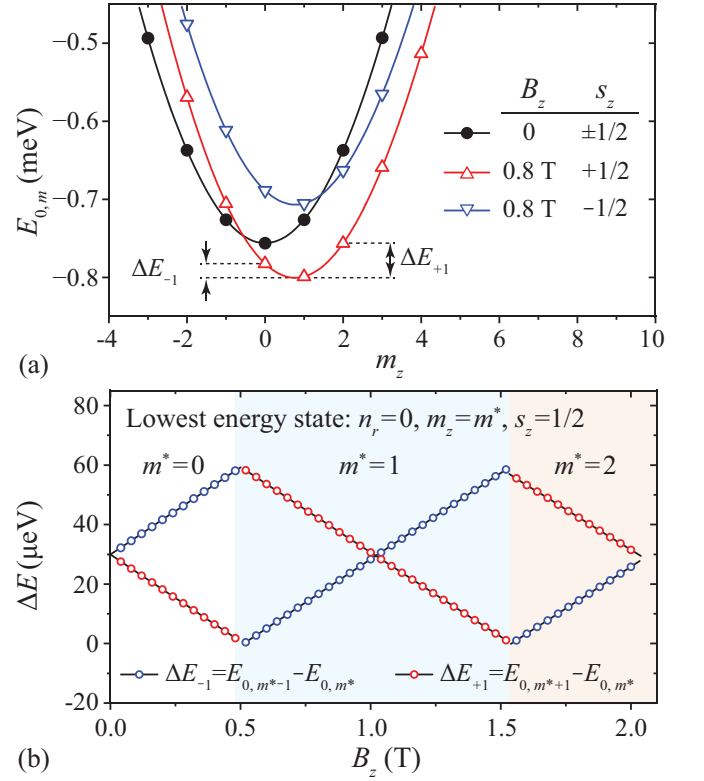 −0.5
−0.6
−0.7
−0.8
E0,m (meV)
Bz sz
0 ±1/2
0.8 T +1/2
0.8 T −1/2
ΔE−1
ΔE+1
-4 -2 0 2 4 6 8 10
mz
(a)
80
60
40
20
0
-20
ΔE (μeV)
Lowest energy state: nr=0, mz=m*, sz=1/2
m*=0 m*=1 m*=2
ΔE−1=E0, m*−1−E0, m* ΔE+1=E0, m*+1−E0, m*
0.0 0.5 1.0 1.5 2.0
Bz (T)
(b)